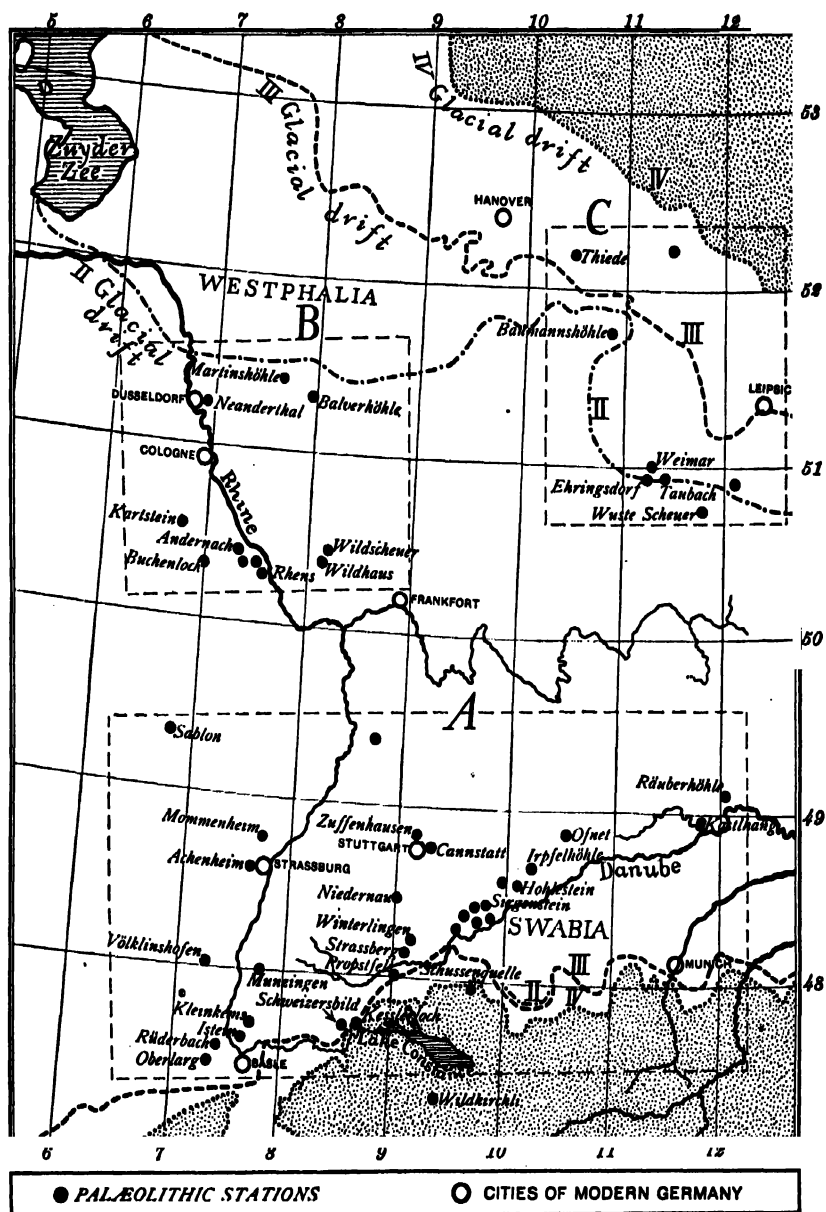 5 6 7 8 9 10 11 12
IV Glacial drift
III Glacial drift
53
Zuyder
Zee
IV
HANOVER
C
Thiede
II Glacial
drift
WESTPHALIA
52
B
Baumannshöhle
III
Martinshöhle
DUSSELDORF
Neanderthal
Balverhöhle
II
LEIPSIC
COLOGNE
Rhine
51
Weimar
Ehringsdorf
Taubach
Wuste Scheuer
Kartstein
Andernach
Wildscheuer
Buchenloch
Rhens
Wildhaus
FRANKFORT
50
A
Sablon
Räuberhöhle
49
Mommenheim
Zuffenhausen
Ofnet
Kastlhäng
STUTTGART
Cannstatt
Irpfelhöhle
Achenheim
STRASSBURG
Danube
Hohlestein
Niedernau
Sirgenstein
Winterlingen
SWABIA
Strassberg
Völklinshofen
Propstfels
Schussenquelle
III
MUNICH
Munzingen
II
IV
48
Schweizersbild
Kesslerloch
Kleinkems
Istein
Lake Constance
Rüderbach
Oberlarg
BASLE
Wildkirchli
6 7 8 9 10 11 12
PALÆOLITHIC STATIONS
CITIES OF MODERN GERMANY